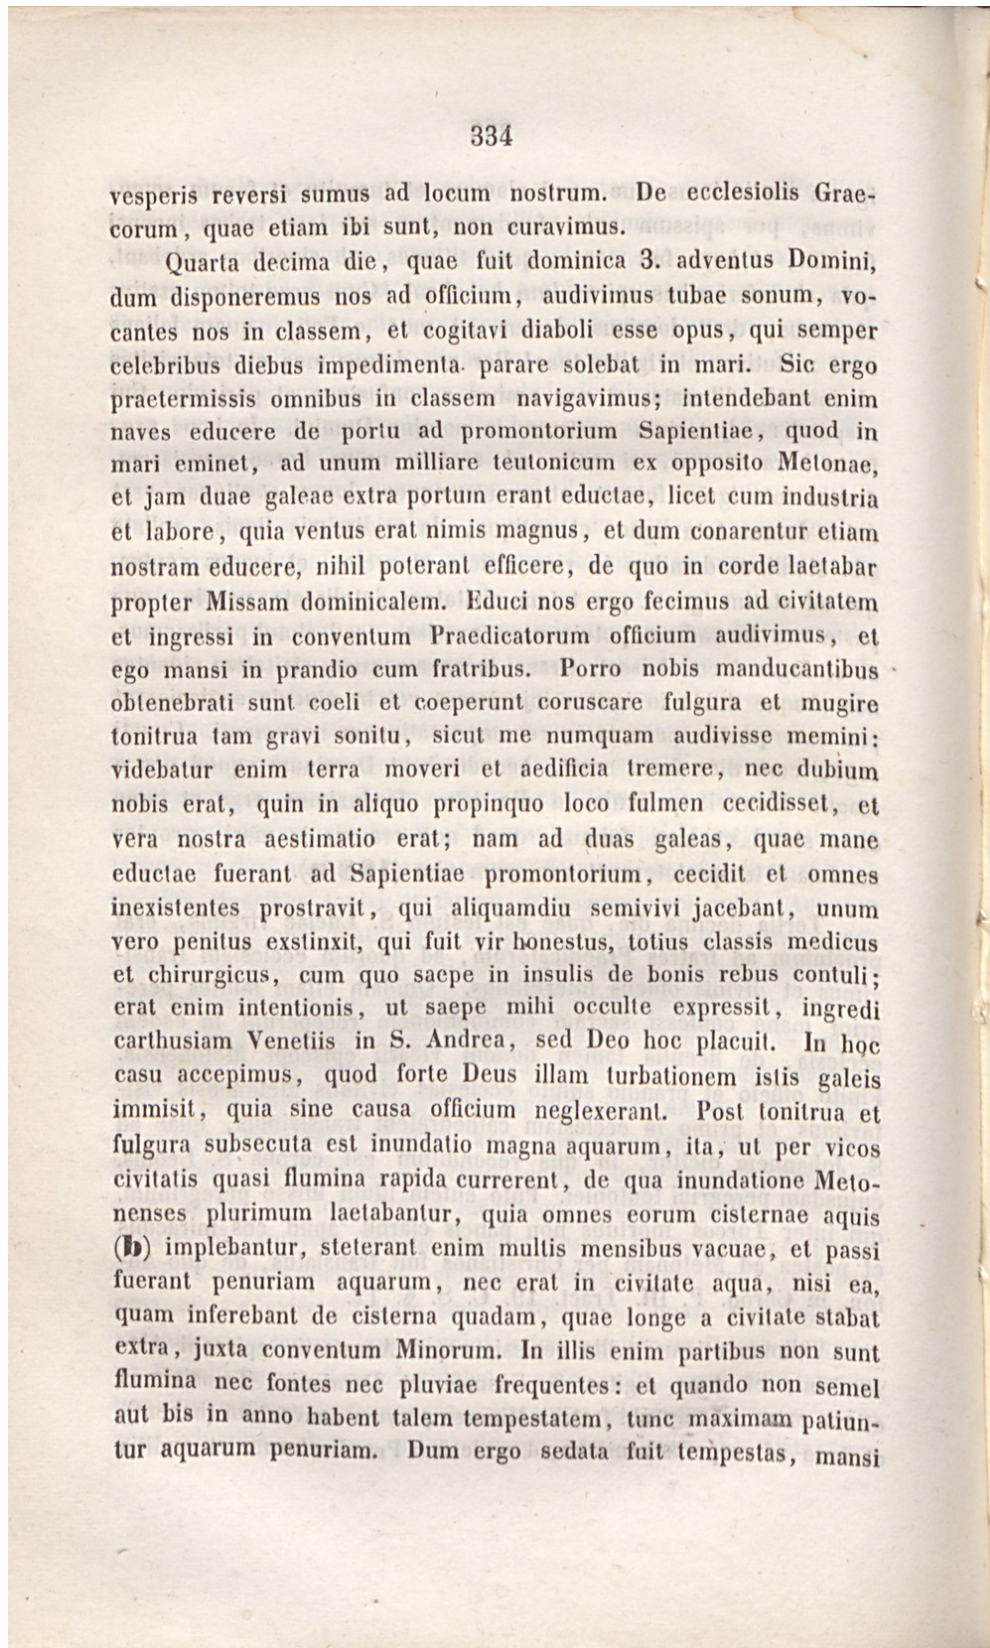 334
vesperis reversi sumus ad locum nostrum. De ecclesiolis Grae-
corum, quae etiam ibi sunt, non curavimus.
Quarta decima die, quae fuit dominica 3. adventus Domini,
dum disponeremus nos ad officium, audivimus tubae sonum, vo-
cantes nos in classem, et cogitavi diaboli esse opus, qui semper
celebribus diebus impedimenta parare solebat in mari. Sic ergo
praetermissis omnibus in classem navigavimus; intendebant enim
naves educere de portu ad promontorium Sapientiae, quod in
mari eminet, ad unum milliare teutonicum ex opposito Metonae,
et jam duae galeae extra portum erant eductae, licet cum industria
et labore, quia ventus erat nimis magnus, et dum conarentur etiam
nostram educere, nihil poterant efficere, de quo in corde laetabar
propter Missam dominicalem. Educi nos ergo fecimus ad civitatem
et ingressi in conventum Praedicatorum officium audivimus, et
ego mansi in prandio cum fratribus. Porro nobis manducantibus
obtenebrati sunt coeli et coeperunt coruscare fulgura et mugire
tonitrua tam gravi sonitu, sicut me numquam audivisse memini:
videbatur enim terra moveri et aedificia tremere, nec dubium
nobis erat, quin in aliquo propinquo loco fulmen cecidisset, et
vera nostra aestimatio erat; nam ad duas galeas, quae mane
eductae fuerant ad Sapientiae promontorium, cecidit et omnes
inexistentes prostravit, qui aliquamdiu semivivi jacebant, unum
vero penitus exstinxit, qui fuit vir honestus, totius classis medicus
et chirurgicus, cum quo saepe in insulis de bonis rebus contuli;
erat enim intentionis, ut saepe mihi occulte expressit, ingredi
carthusiam Venetiis in S. Andrea, sed Deo hoc placuit. In hoc
casu accepimus, quod forte Deus illam turbationem istis galeis
immisit, quia sine causa officium neglexerant. Post tonitrua et
fulgura subsecuta est inundatio magna aquarum, ita, ut per vicos
civitatis quasi flumina rapida currerent, de qua inundatione Meto-
nenses plurimum laetabantur, quia omnes eorum cisternae aquis
(b) implebantur, steterant enim multis mensibus vacuae, et passi
fuerant penuriam aquarum, nec erat in civitate aqua, nisi ea,
quam inferebant de cisterna quadam, quae longe a civitate stabat
extra, juxta conventum Minorum. In illis enim partibus non sunt
flumina nec fontes nec pluviae frequentes: et quando non semel
aut bis in anno habent talem tempestatem, tunc maximam patiun-
tur aquarum penuriam. Dum ergo sedata fuit tempestas, mansi